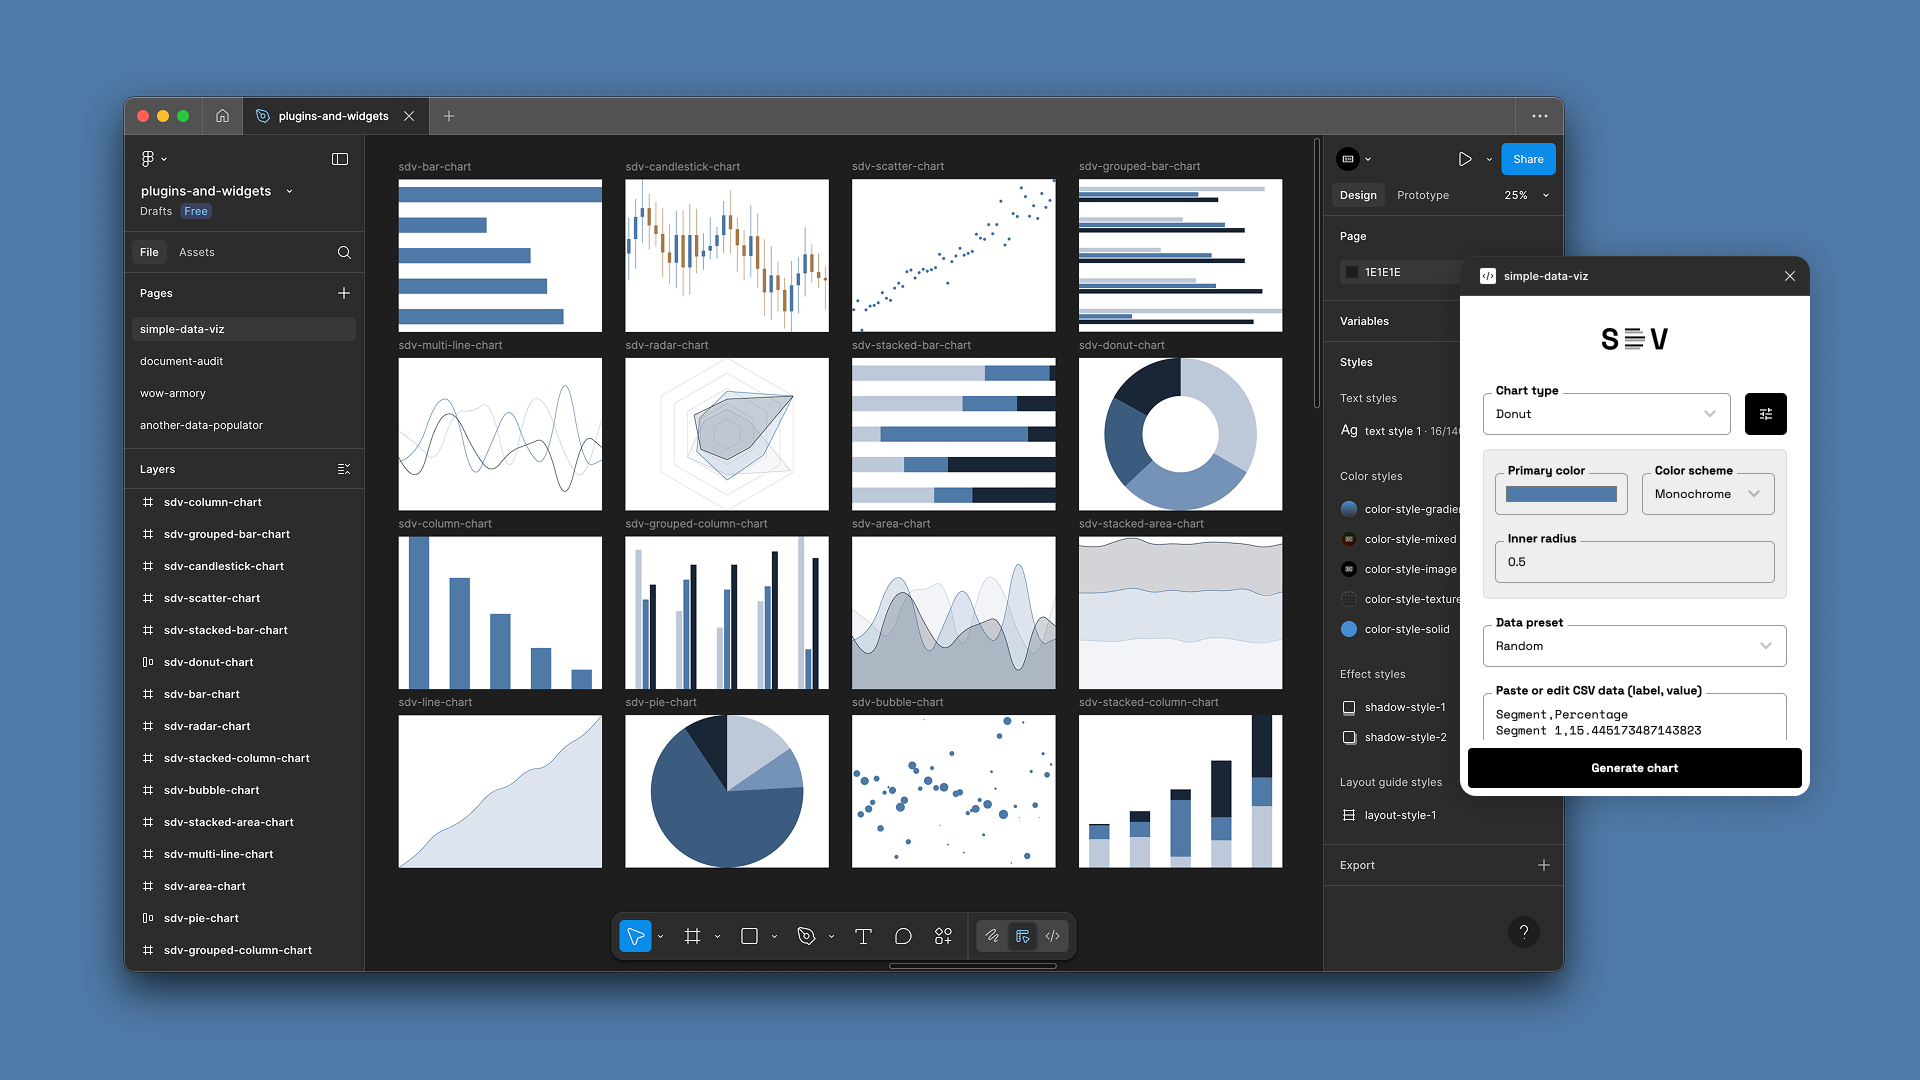 plugins-and-widgets
plugins-and-widgets
Drafts Free
File Assets
Pages
simple-data-viz
document-audit
wow-armory
another-data-populator
Layers
sdv-column-chart
sdv-grouped-bar-chart
sdv-candlestick-chart
sdv-scatter-chart
sdv-stacked-bar-chart
sdv-donut-chart
sdv-bar-chart
sdv-radar-chart
sdv-stacked-column-chart
sdv-bubble-chart
sdv-stacked-area-chart
sdv-multi-line-chart
sdv-area-chart
sdv-pie-chart
sdv-grouped-column-chart
sdv-bar-chart
sdv-candlestick-chart
sdv-scatter-chart
sdv-grouped-bar-chart
sdv-multi-line-chart
sdv-radar-chart
sdv-stacked-bar-chart
sdv-donut-chart
sdv-column-chart
sdv-grouped-column-chart
sdv-area-chart
sdv-stacked-area-chart
sdv-line-chart
sdv-pie-chart
sdv-bubble-chart
sdv-stacked-column-chart
Share
Design Prototype 25%
Page
1E1E1E
Variables
Styles
Text styles
Ag text style 1 · 16/14
Color styles
color-style-gradie
color-style-mixed
color-style-image
color-style-texture
color-style-solid
Effect styles
shadow-style-1
shadow-style-2
Layout guide styles
layout-style-1
Export
?
simple-data-viz
S V
Chart type
Donut
Primary color
Color scheme
Monochrome
Inner radius
0.5
Data preset
Random
Paste or edit CSV data (label, value)
Segment,Percentage
Segment 1,15.445173487143823
Generate chart